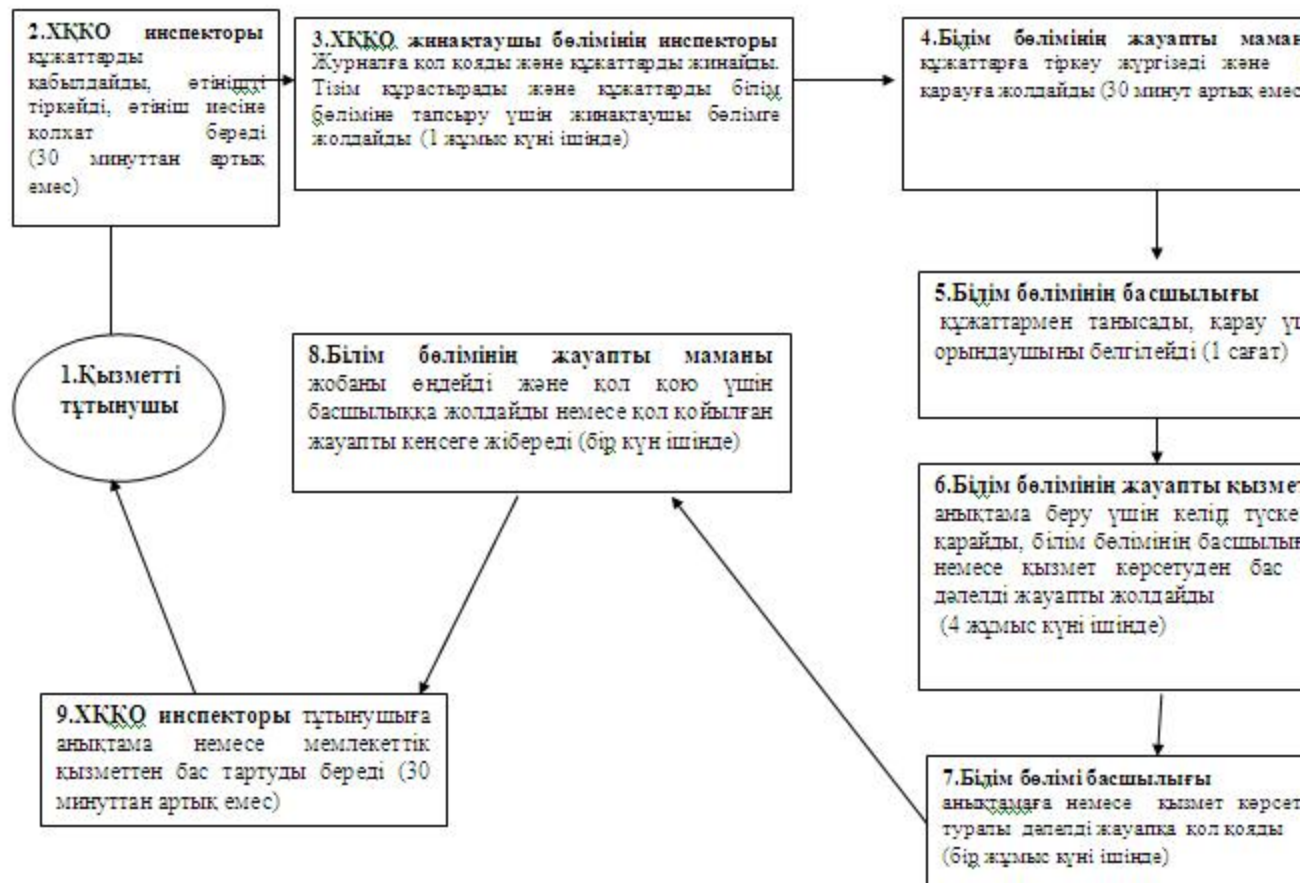 2.ХҚКО инспекторы
құжаттарды
қабылдайды, өтінішті
тіркейді, өтініш иесіне
қолхат береді
(30 минуттан артық
емес)
3.ХҚКО жинақтаушы бөлімінің инспекторы
Журналға қол қояды және құжаттарды жинайды.
Тізім құрастырады және құжаттарды білім
бөліміне тапсыру үшін жинақтаушы бөлімге
жолдайды (1 жұмыс күні ішінде)
4.Білім бөлімінің жауапты
құжаттарға тіркеу жүргізеді және
қарауға жолдайды (30 минут артық
5.Білім бөлімінің басшылығы
құжаттармен танысады, қарау
орындаушыны белгілейді (1 сағат)
6.Білім бөлімінің жауапты
анықтама беру үшін келіп
қарайды, білім бөлімінің
немесе қызмет көрсетуден бас
дәлелді жауапты жолдайды
(4 жұмыс күні ішінде)
7.Білім бөлімі басшылығы
анықтамаға немесе қызмет
туралы дәлелді жауапқа қол қояды
(бір жұмыс күні ішінде)
8.Білім бөлімінің жауапты маманы
жобаны өңдейді және қол қою үшін
басшылыққа жолдайды немесе қол қойылған
жауапты кеңсеге жібереді (бір күн ішінде)
9.ХҚКО инспекторы тұтынушыға
анықтама немесе мемлекеттік
қызметтен бас тартуды береді (30
минуттан артық емес)
1.Қызметті
тұтынушы